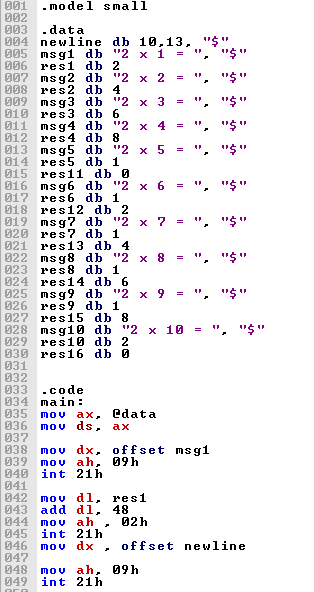 001 .model small
002
003 .data
004 newline db 10,13, "$"
005 msg1 db "2 x 1 = ", "$"
006 res1 db 2
007 msg2 db "2 x 2 = ", "$"
008 res2 db 4
009 msg3 db "2 x 3 = ", "$"
010 res3 db 6
011 msg4 db "2 x 4 = ", "$"
012 res4 db 8
013 msg5 db "2 x 5 = ", "$"
014 res5 db 1
015 res11 db 0
016 msg6 db "2 x 6 = ", "$"
017 res6 db 1
018 res12 db 2
019 msg7 db "2 x 7 = ", "$"
020 res7 db 1
021 res13 db 4
022 msg8 db "2 x 8 = ", "$"
023 res8 db 1
024 res14 db 6
025 msg9 db "2 x 9 = ", "$"
026 res9 db 1
027 res15 db 8
028 msg10 db "2 x 10 = ", "$"
029 res10 db 2
030 res16 db 0
031
032
033 .code
034 main:
035 mov ax, @data
036 mov ds, ax
037
038 mov dx, offset msg1
039 mov ah, 09h
040 int 21h
041
042 mov dl, res1
043 add dl, 48
044 mov ah , 02h
045 int 21h
046 mov dx , offset newline
047
048 mov ah, 09h
049 int 21h